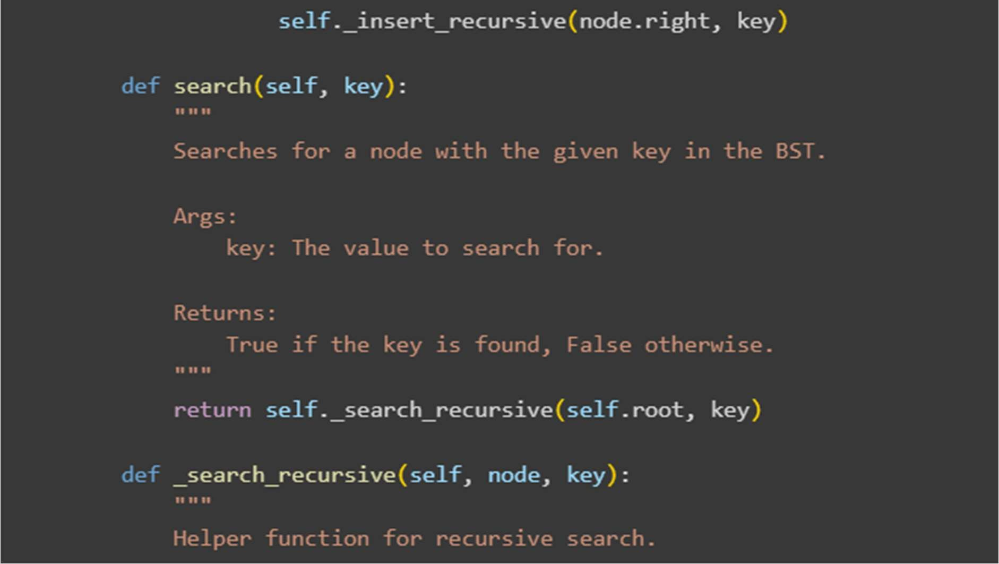 self._insert_recursive(node.right, key)
def search(self, key):
"""
Searches for a node with the given key in the BST.
Args:
key: The value to search for.
Returns:
True if the key is found, False otherwise.
"""
return self._search_recursive(self.root, key)
def _search_recursive(self, node, key):
"""
Helper function for recursive search.